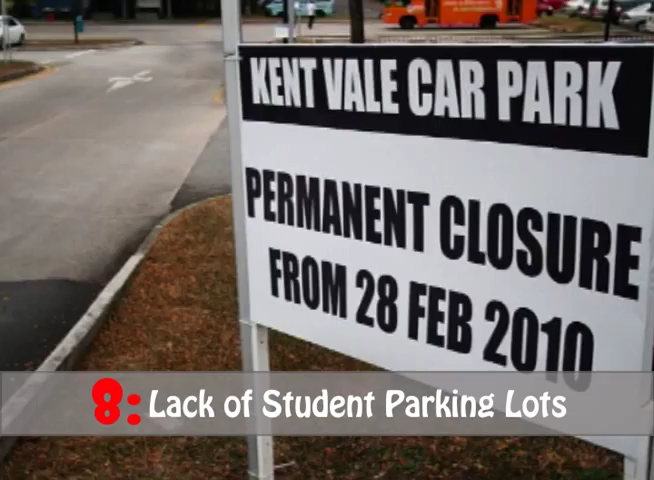 KENT VALE CAR PARK
PERMANENT CLOSURE
FROM 28 FEB 2010
8: Lack of Student Parking Lots